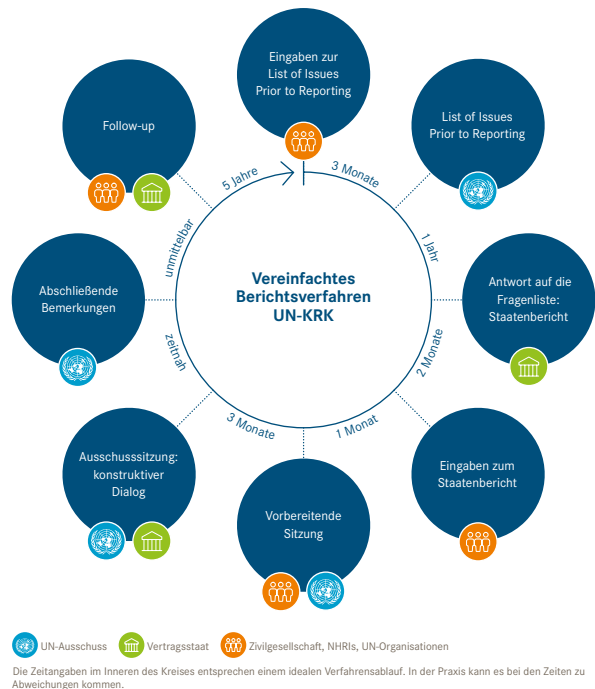 Eingaben zur
List of Issues
Prior to Reporting
List of Issues
Prior to Reporting
Antwort auf die
Fragenliste:
Staatenbericht
Eingaben zum
Staatenbericht
Vorbereitende
Sitzung
Ausschusssitzung:
konstruktiver
Dialog
Abschließende
Bemerkungen
Follow-up
3 Monate
1 Jahr
2 Monate
1 Monat
3 Monate
zeitnah
unmittelbar
5 Jahre
Vereinfachtes
Berichtsverfahren
UN-KRK
UN-Ausschuss
Vertragsstaat
Zivilgesellschaft, NHRIs, UN-Organisationen
Die Zeitangaben im Inneren des Kreises entsprechen einem idealen Verfahrensablauf. In der Praxis kann es bei den Zeiten zu
Abweichungen kommen.